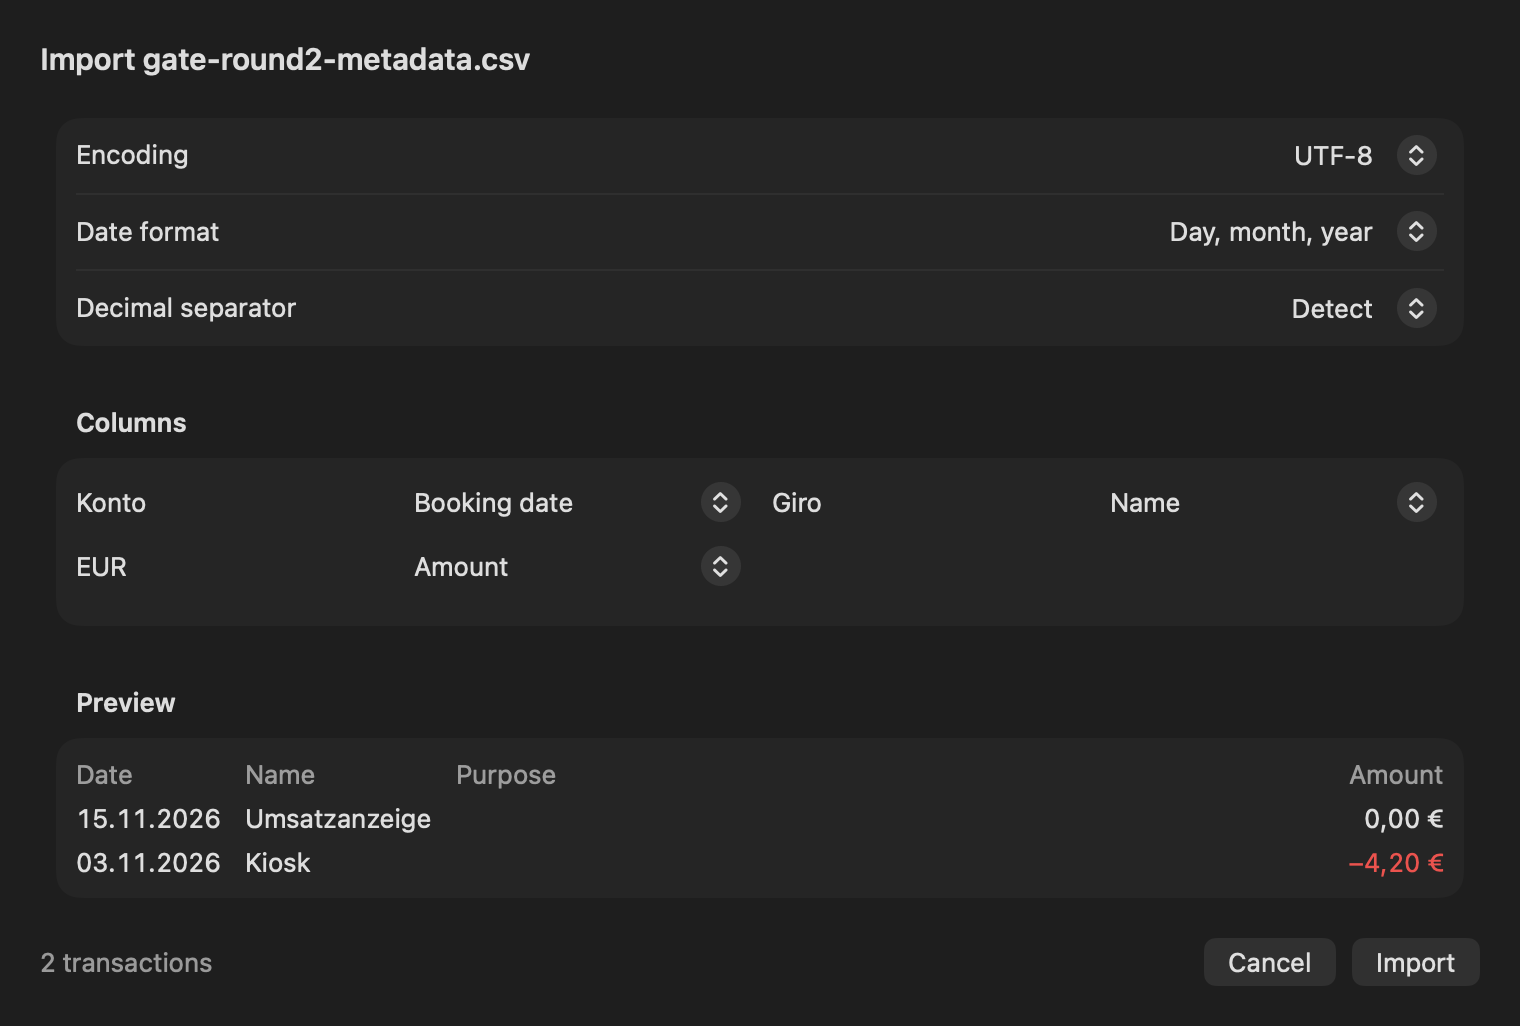 Import gate-round2-metadata.csv
Encoding UTF-8
Date format Day, month, year
Decimal separator Detect
Columns
Konto Booking date Giro Name
EUR Amount
Preview
Date Name Purpose Amount
15.11.2026 Umsatzanzeige 0,00 €
03.11.2026 Kiosk –4,20 €
2 transactions Cancel Import